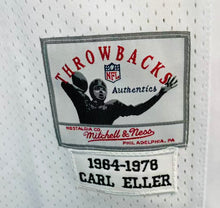 THROWBACKS
NFL
Authentics
NOSTALGIA CO.
Mitchell & Ness
PHILADELPHIA, PA
1964-1978
CARL ELLER